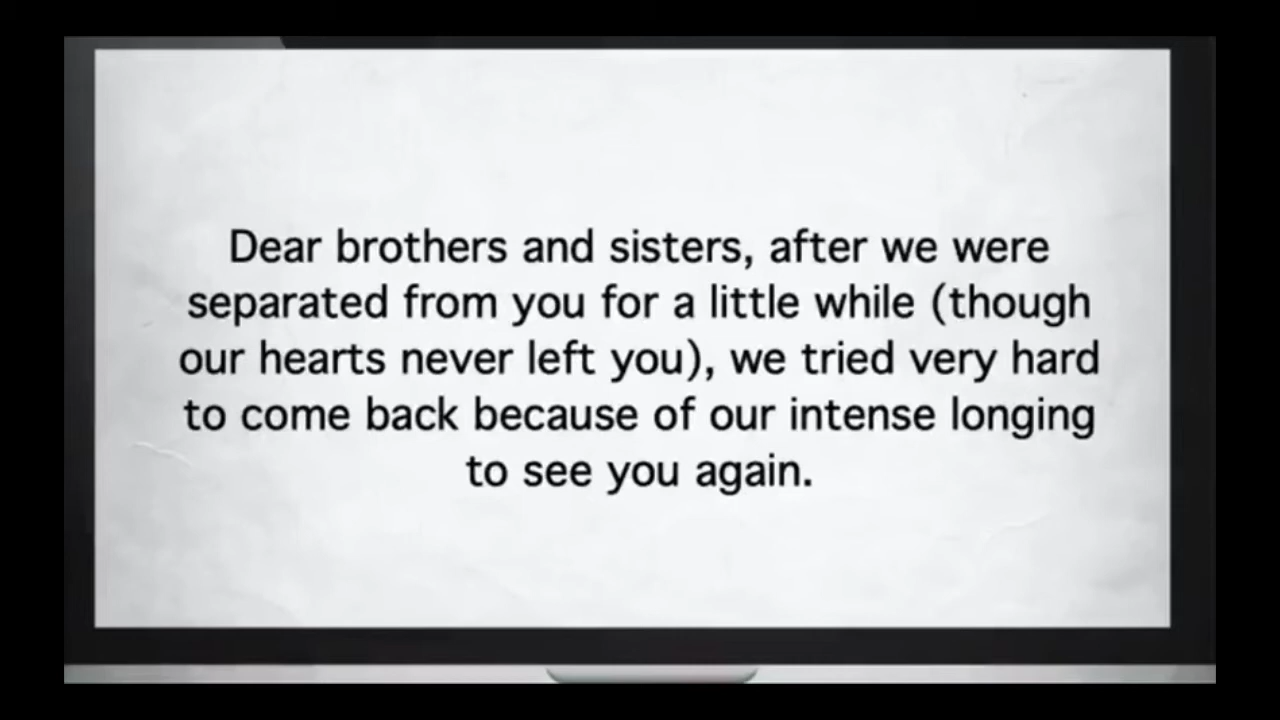 Dear brothers and sisters, after we were
separated from you for a little while (though
our hearts never left you), we tried very hard
to come back because of our intense longing
to see you again.